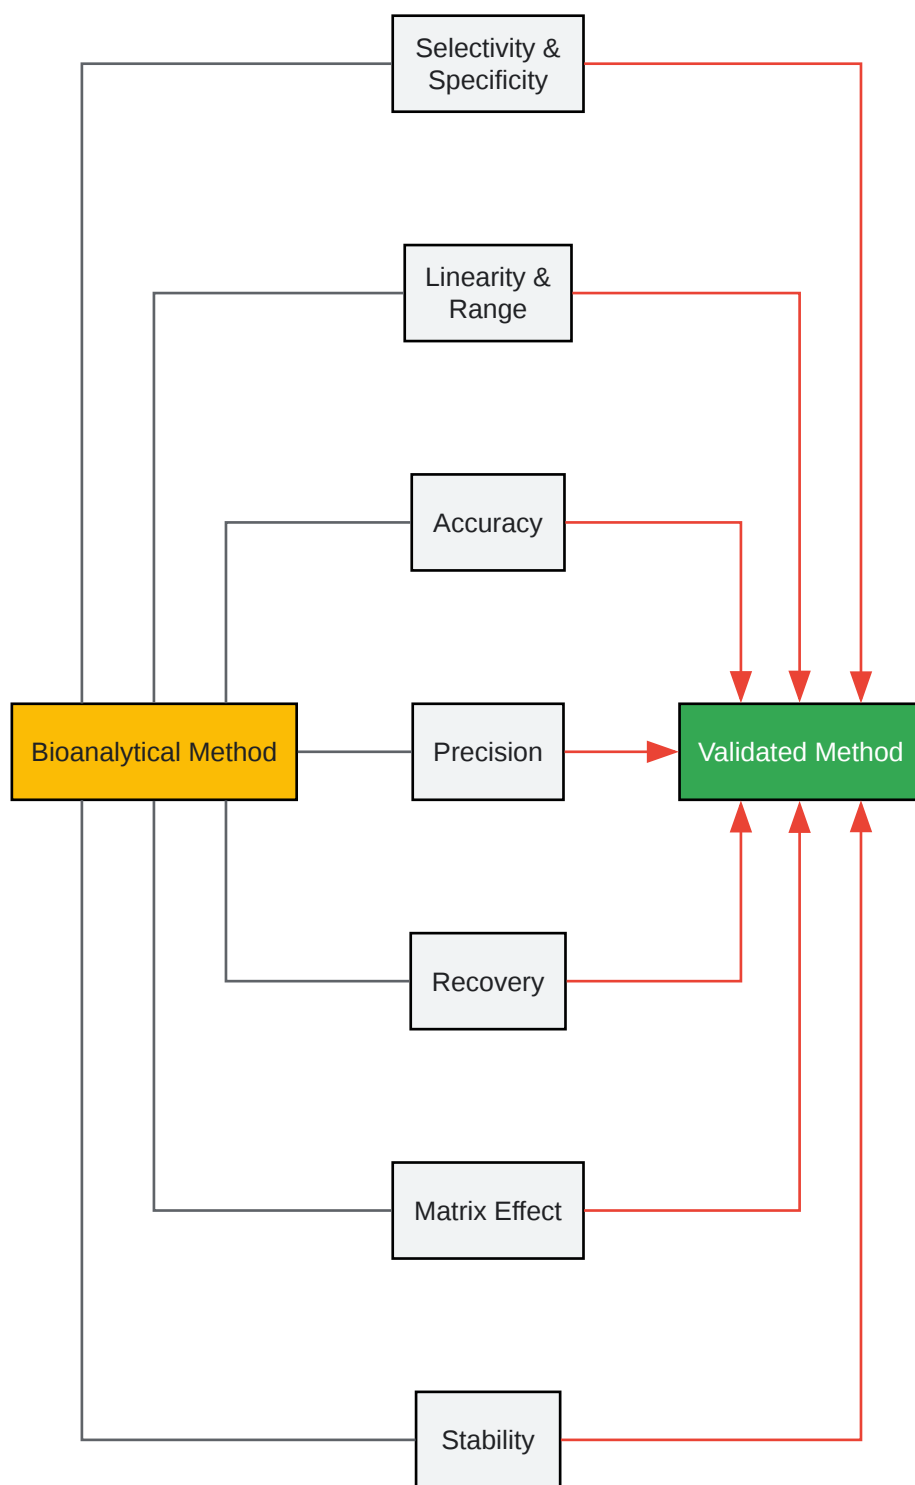 Selectivity &
Specificity
Linearity &
Range
Accuracy
Bioanalytical Method
Precision
Validated Method
Recovery
Matrix Effect
Stability